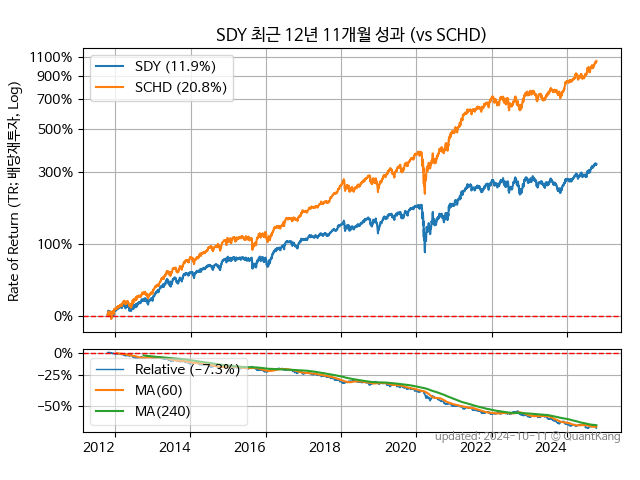 SDY 최근 12년 11개월 성과 (vs SCHD)
Rate of Return (TR; 배당재투자, Log)
1100%
900%
700%
500%
300%
100%
0%
SDY (11.9%)
SCHD (20.8%)
0%
−25%
−50%
Relative (−7.3%)
MA(60)
MA(240)
2012 2014 2016 2018 2020 2022 2024
updated: 2024-10-11 © QuantKang